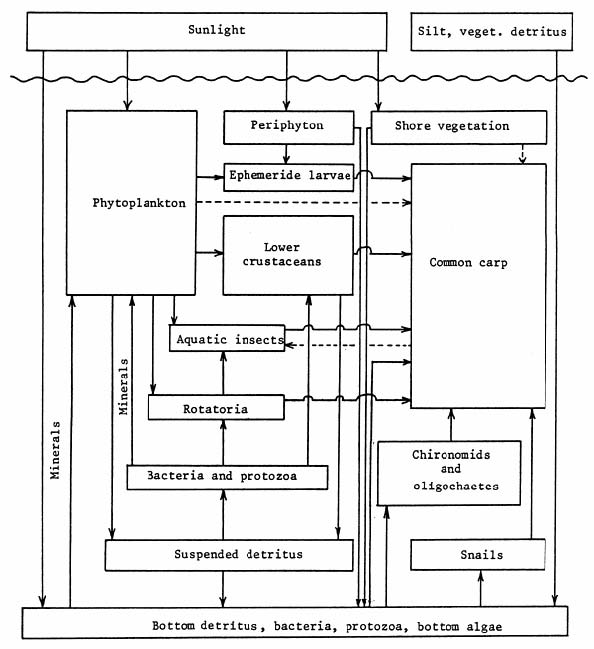 Sunlight
Silt, veget. detritus
Periphyton
Shore vegetation
Ephemeride larvae
Phytoplankton
Lower
crustaceans
Common carp
Aquatic insects
Minerals
Rotatoria
Minerals
Bacteria and protozoa
Chironomids
and
oligochaetes
Suspended detritus
Snails
Bottom detritus, bacteria, protozoa, bottom algae